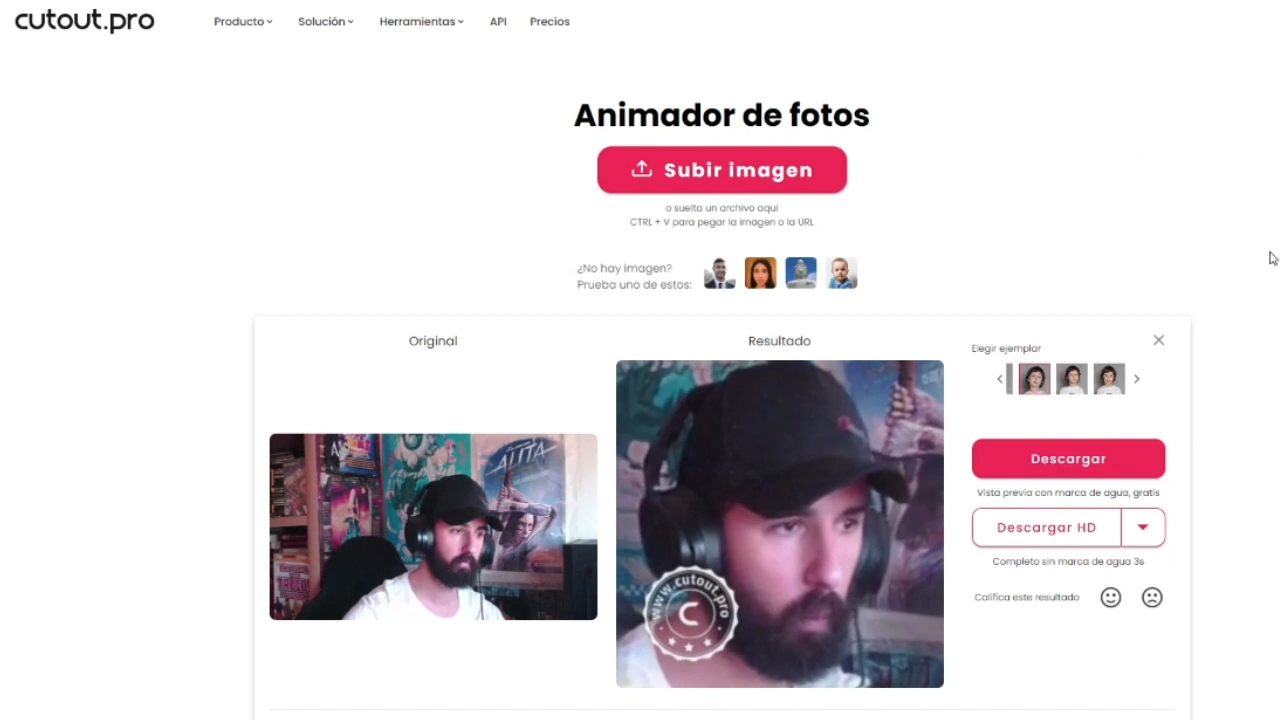 cutout.pro
Producto
Solución
Herramientas
API
Precios
Animador de fotos
Subir imagen
o suelta un archivo aquí
CTRL + V para pegar la imagen o la URL
¿No hay imagen?
Prueba uno de estos:
Original
Resultado
Elegir ejemplar
ALITA
www.cutout.pro
Descargar
Vista previa con marca de agua, gratis
Descargar HD
Completo sin marca de agua 3s
Califica este resultado